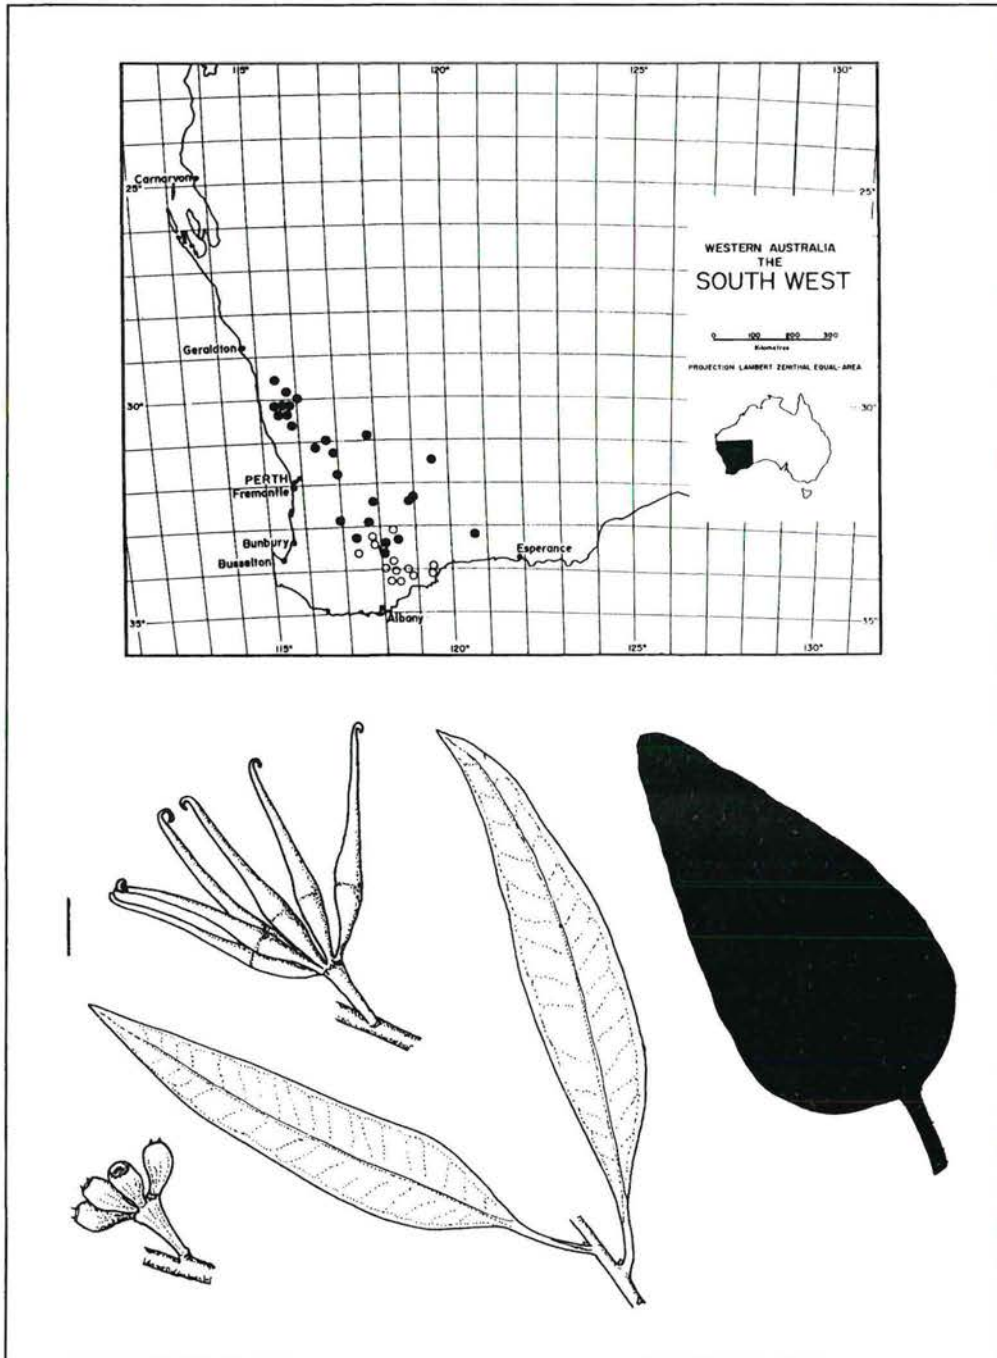 115°
120°
125°
130°
Carnarvon
25°
25°
WESTERN AUSTRALIA
THE
SOUTH WEST
0 100 200 300
Kilometres
PROJECTION LAMBERT ZENITHAL EQUAL-AREA
Geraldton
30°
30°
PERTH
Fremantle
Bunbury
Busselton
Esperance
Albany
35°
35°
115°
120°
125°
130°